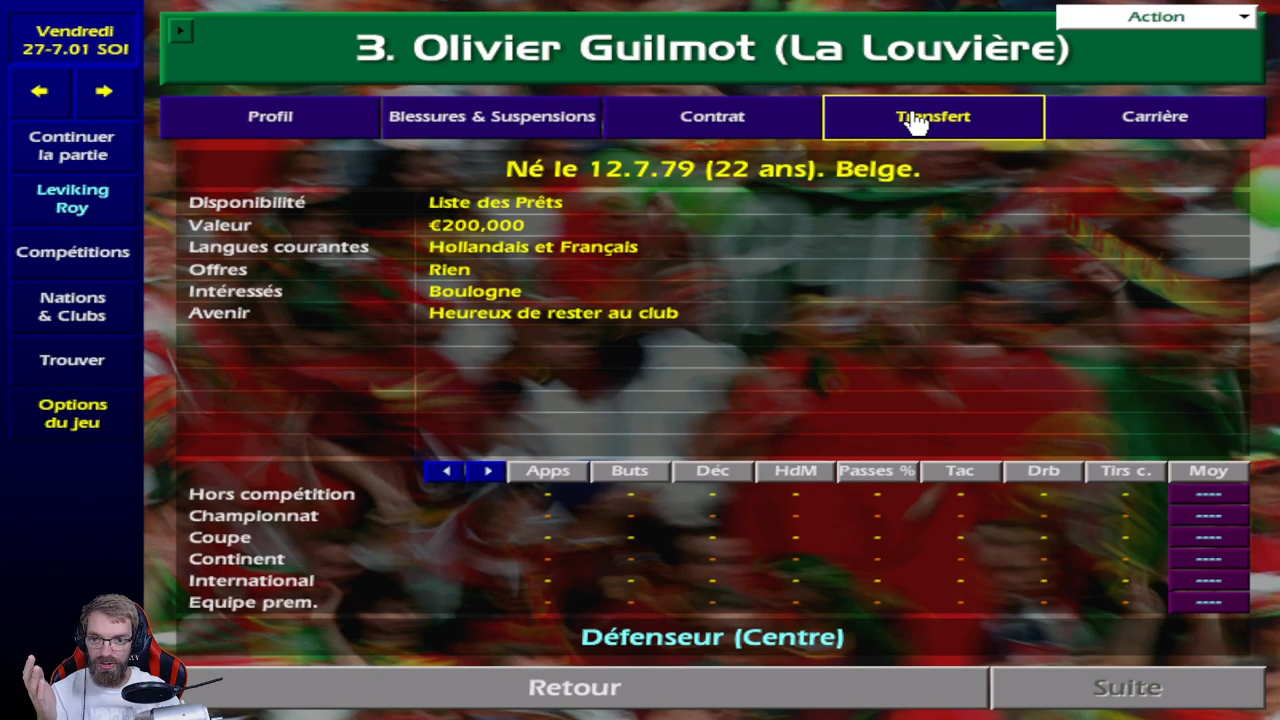 Vendredi
27-7.01 SOI
Continuer
la partie
Leviking
Roy
Compétitions
Nations
& Clubs
Trouver
Options
du jeu
Action
3. Olivier Guilmot (La Louvière)
Profil
Blessures & Suspensions
Contrat
Transfert
Carrière
Né le 12.7.79 (22 ans). Belge.
Disponibilité Liste des Prêts
Valeur €200,000
Langues courantes Hollandais et Français
Offres Rien
Intéressés Boulogne
Avenir Heureux de rester au club
Apps Buts Déc HdM Passes % Tac Drb Tirs c. Moy
Hors compétition - - - - - - - - ----
Championnat - - - - - - - - ----
Coupe - - - - - - - - ----
Continent - - - - - - - - ----
International - - - - - - - - ----
Equipe prem. - - - - - - - - ----
Défenseur (Centre)
Retour
Suite